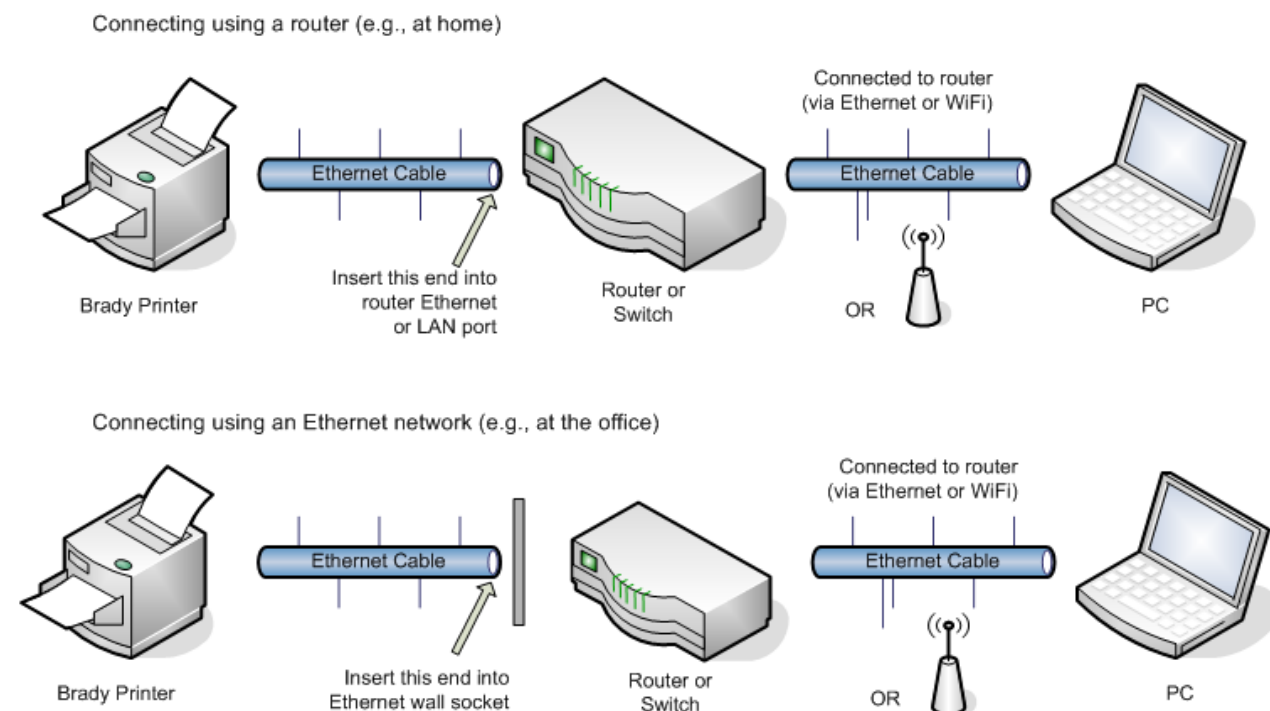 Connecting using a router (e.g., at home)
Connected to router
(via Ethernet or WiFi)
Ethernet Cable
Ethernet Cable
Insert this end into
router Ethernet
or LAN port
Brady Printer
Router or
Switch
OR
PC
Connecting using an Ethernet network (e.g., at the office)
Connected to router
(via Ethernet or WiFi)
Ethernet Cable
Ethernet Cable
Insert this end into
Ethernet wall socket
Brady Printer
Router or
Switch
OR
PC